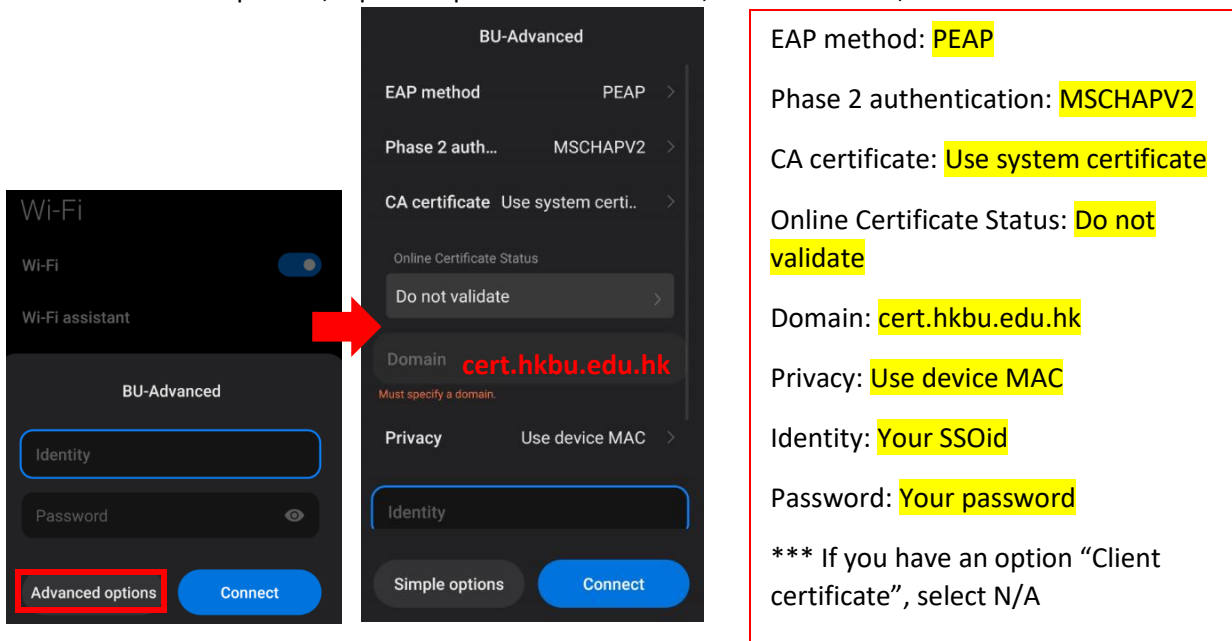 Wi-Fi
Wi-Fi
Wi-Fi assistant
BU-Advanced
Identity
Password
Advanced options
Connect
BU-Advanced
EAP method PEAP
Phase 2 auth... MSCHAPV2
CA certificate Use system certi..
Online Certificate Status
Do not validate
Domain cert.hkbu.edu.hk
Must specify a domain.
Privacy Use device MAC
Identity
Simple options
Connect
EAP method: PEAP
Phase 2 authentication: MSCHAPV2
CA certificate: Use system certificate
Online Certificate Status: Do not
validate
Domain: cert.hkbu.edu.hk
Privacy: Use device MAC
Identity: Your SSOid
Password: Your password
*** If you have an option “Client
certificate”, select N/A